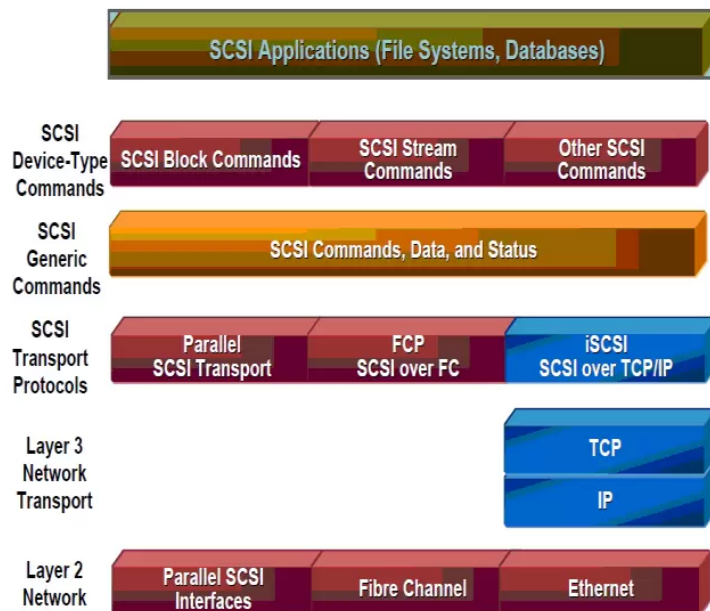 SCSI Applications (File Systems, Databases)
SCSI
Device-Type
Commands
SCSI Block Commands
SCSI Stream
Commands
Other SCSI
Commands
SCSI
Generic
Commands
SCSI Commands, Data, and Status
SCSI
Transport
Protocols
Parallel
SCSI Transport
FCP
SCSI over FC
iSCSI
SCSI over TCP/IP
Layer 3
Network
Transport
TCP
IP
Layer 2
Network
Parallel SCSI
Interfaces
Fibre Channel
Ethernet